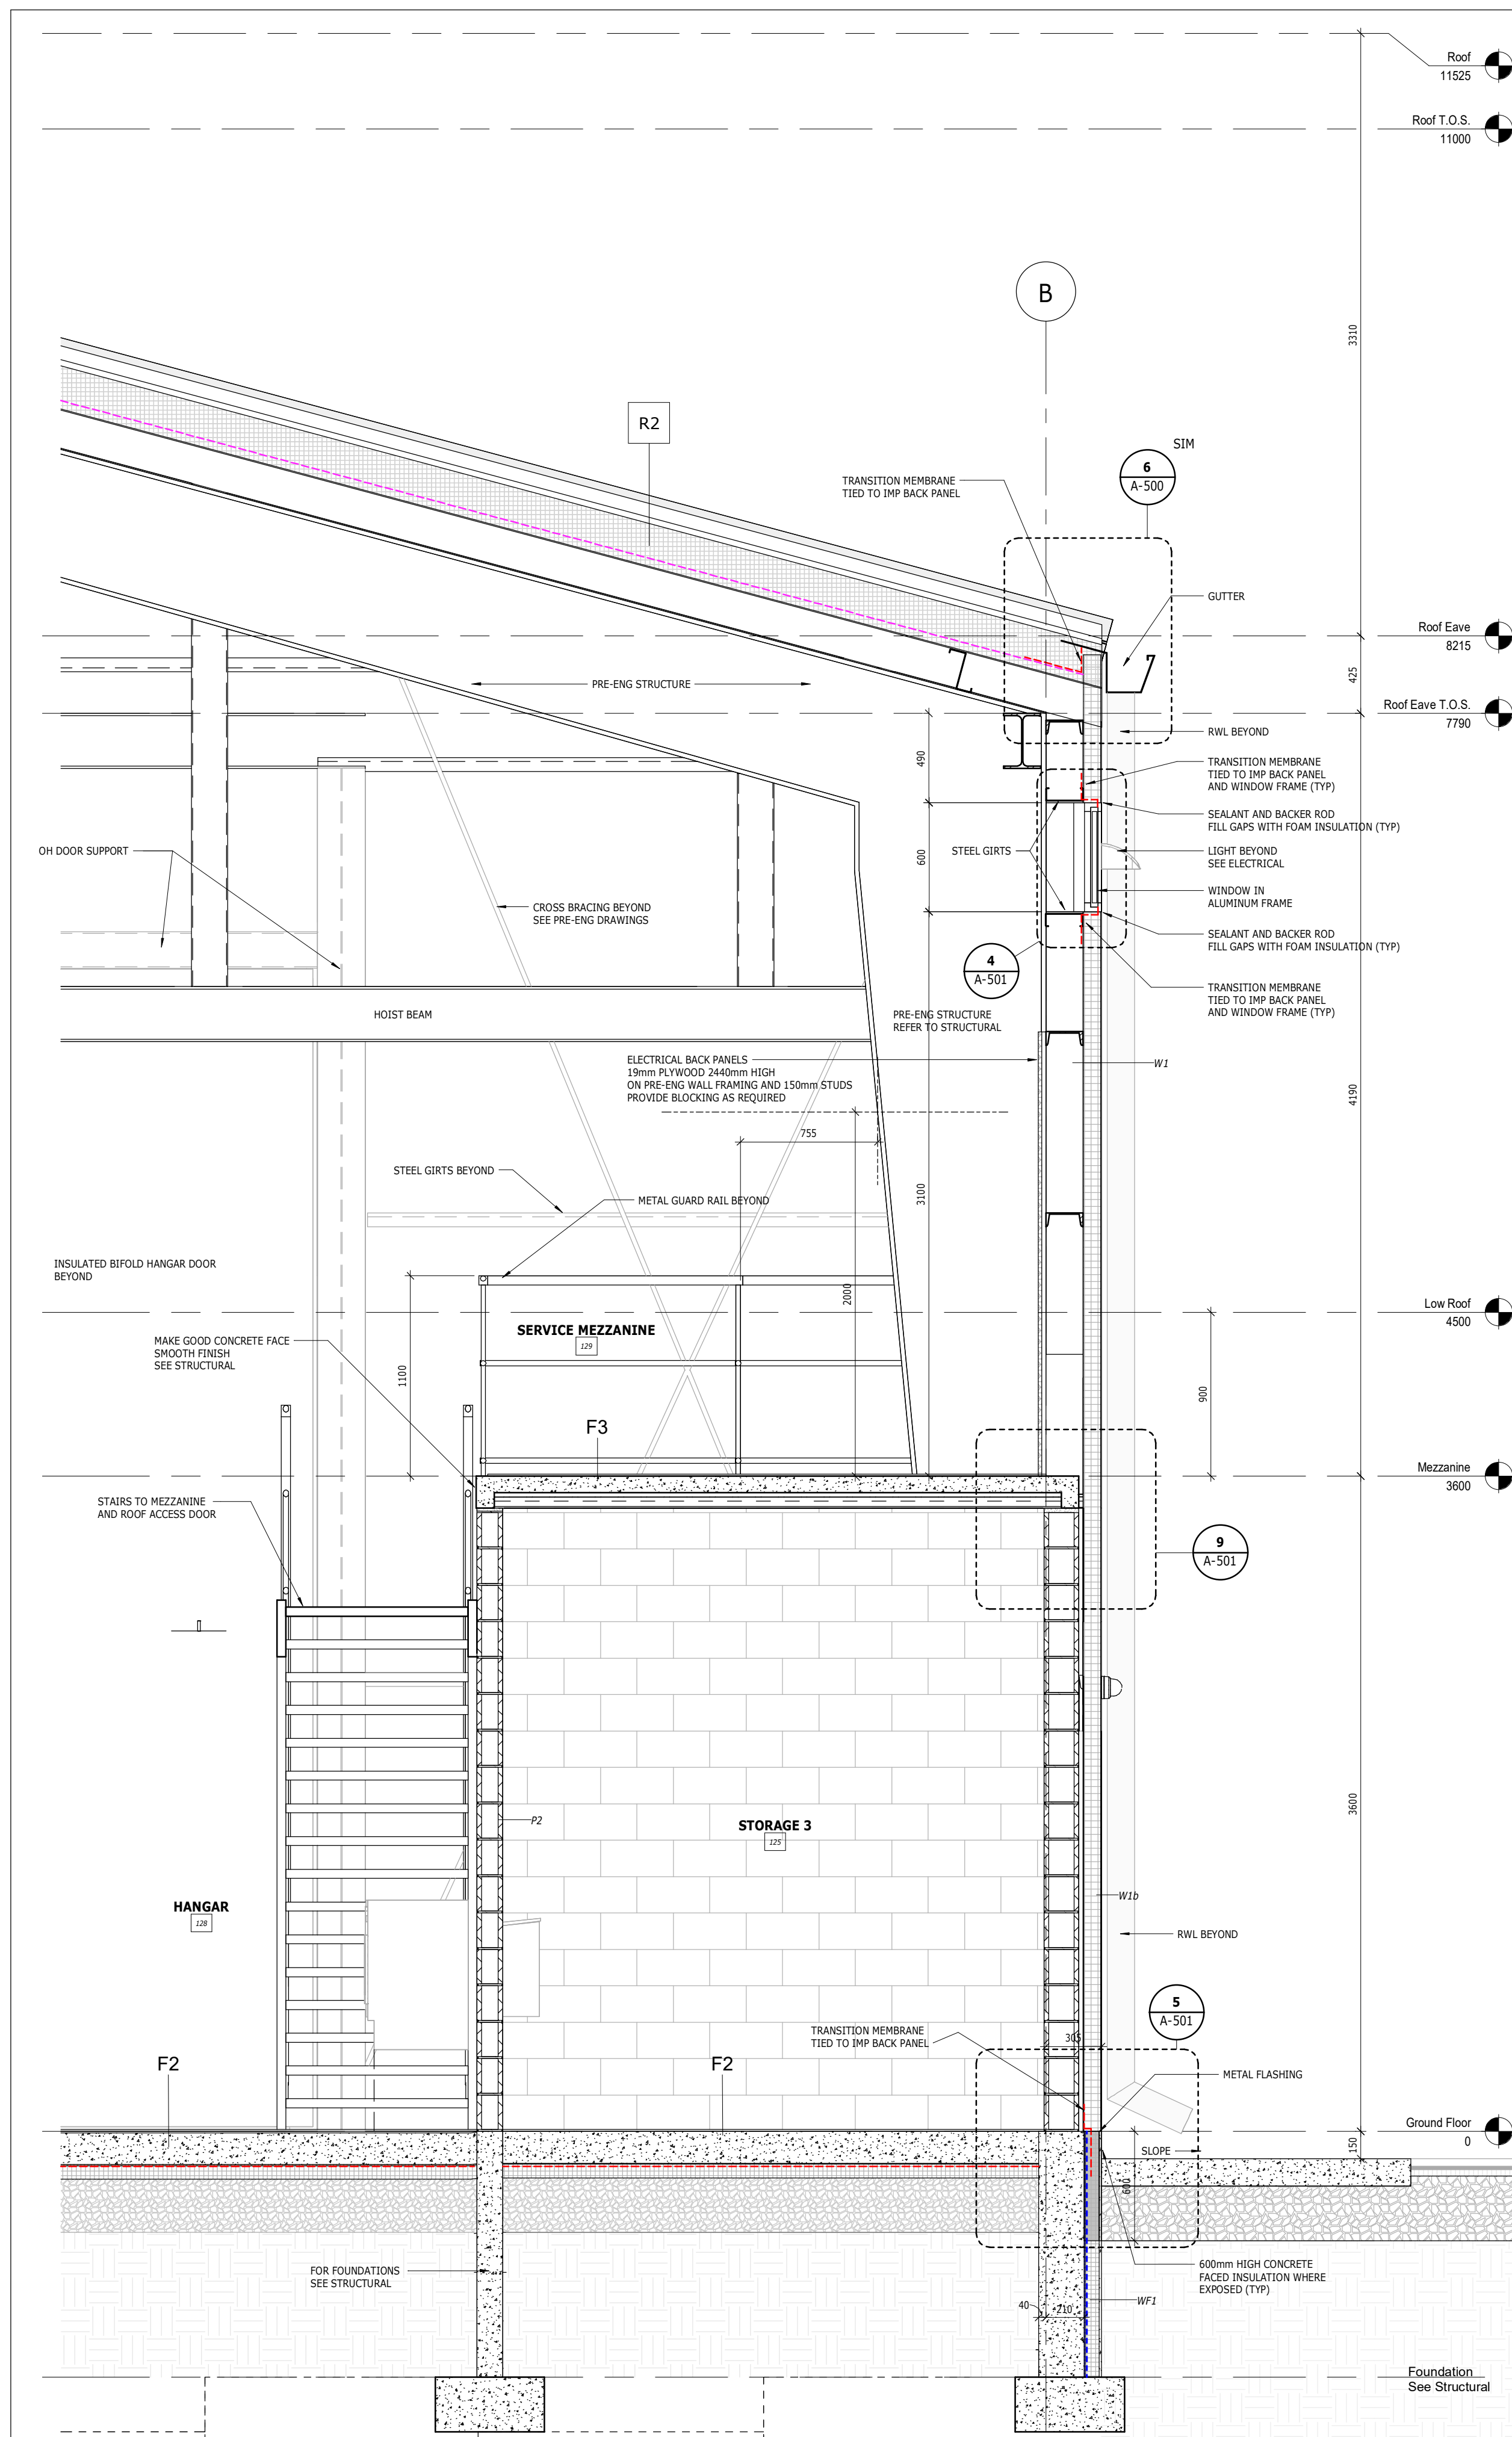 Roof
11525
Roof T.O.S.
11000
B
3310
R2
SIM
6
A-500
TRANSITION MEMBRANE
TIED TO IMP BACK PANEL
GUTTER
Roof Eave
8215
425
PRE-ENG STRUCTURE
Roof Eave T.O.S.
7790
RWL BEYOND
490
TRANSITION MEMBRANE
TIED TO IMP BACK PANEL
AND WINDOW FRAME (TYP)
SEALANT AND BACKER ROD
FILL GAPS WITH FOAM INSULATION (TYP)
OH DOOR SUPPORT
600
STEEL GIRTS
LIGHT BEYOND
SEE ELECTRICAL
WINDOW IN
ALUMINUM FRAME
CROSS BRACING BEYOND
SEE PRE-ENG DRAWINGS
SEALANT AND BACKER ROD
FILL GAPS WITH FOAM INSULATION (TYP)
4
A-501
TRANSITION MEMBRANE
TIED TO IMP BACK PANEL
AND WINDOW FRAME (TYP)
HOIST BEAM
PRE-ENG STRUCTURE
REFER TO STRUCTURAL
ELECTRICAL BACK PANELS
19mm PLYWOOD 2440mm HIGH
ON PRE-ENG WALL FRAMING AND 150mm STUDS
PROVIDE BLOCKING AS REQUIRED
W1
4190
755
STEEL GIRTS BEYOND
METAL GUARD RAIL BEYOND
3100
INSULATED BIFOLD HANGAR DOOR
BEYOND
2000
Low Roof
4500
SERVICE MEZZANINE
129
MAKE GOOD CONCRETE FACE
SMOOTH FINISH
SEE STRUCTURAL
1100
900
F3
Mezzanine
3600
STAIRS TO MEZZANINE
AND ROOF ACCESS DOOR
9
A-501
P2
STORAGE 3
125
3600
W1b
HANGAR
128
RWL BEYOND
5
A-501
TRANSITION MEMBRANE
TIED TO IMP BACK PANEL
305
F2
F2
METAL FLASHING
Ground Floor
0
150
SLOPE
600
FOR FOUNDATIONS
SEE STRUCTURAL
600mm HIGH CONCRETE
FACED INSULATION WHERE
EXPOSED (TYP)
WF1
40
210
Foundation
See Structural